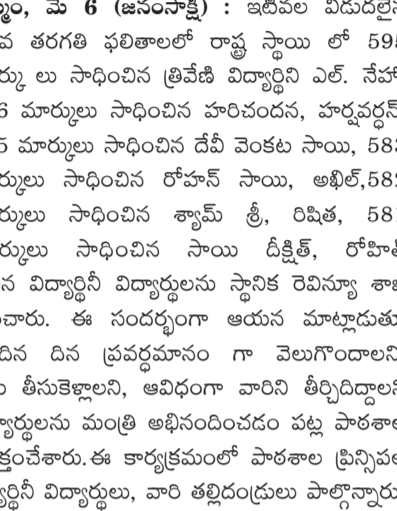 ్మం, మే 6 (జనంసాక్షి) : ఇటీవల విడుదలైన
వ తరగతి ఫలితాలలో రాష్ట్ర స్థాయి లో 595
ర్కు లు సాధించిన త్రివేణి విద్యార్థిని ఎల్. నేహా
6 మార్కులు సాధించిన హరిచందన, హర్షవర్ధన్
5 మార్కులు సాధించిన దేవీ వెంకట సాయి, 583
ర్కులు సాధించిన రోహన్ సాయి, అఖిల్,582
ర్కులు సాధించిన శ్యామ్ శ్రీ, రిషిత, 581
ర్కులు సాధించిన సాయి దీక్షిత్, రోహిత్
న విద్యార్థినీ విద్యార్థులను స్థానిక రెవిన్యూ శాఖ
చారు. ఈ సందర్భంగా ఆయన మాట్లాడుతూ
దిన దిన ప్రవర్ధమానం గా వెలుగొందాలని
ు తీసుకెళ్లాలని, ఆవిధంగా వారిని తీర్చిదిద్దాలని
్యార్థులను మంత్రి అభినందించడం పట్ల పాఠశాల
క్తంచేశారు.ఈ కార్యక్రమంలో పాఠశాల ప్రిన్సిపల్
్యర్థినీ విద్యార్థులు, వారి తల్లిదండ్రులు పాల్గొన్నారు